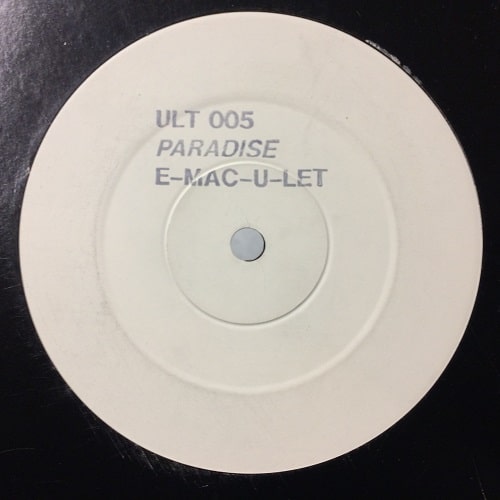 ULT 005
PARADISE
E-MAC-U-LET